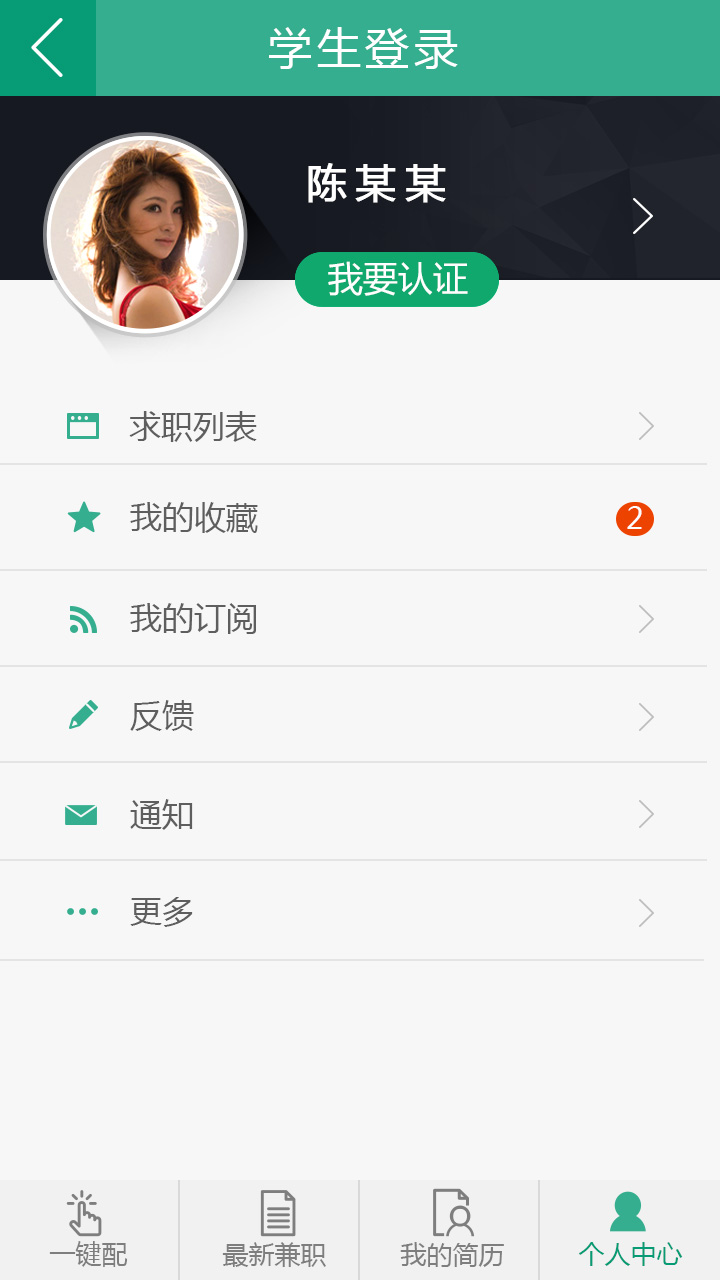 学生登录
陈某某
我要认证
求职列表
我的收藏
2
我的订阅
反馈
通知
更多
一键配
最新兼职
我的简历
个人中心